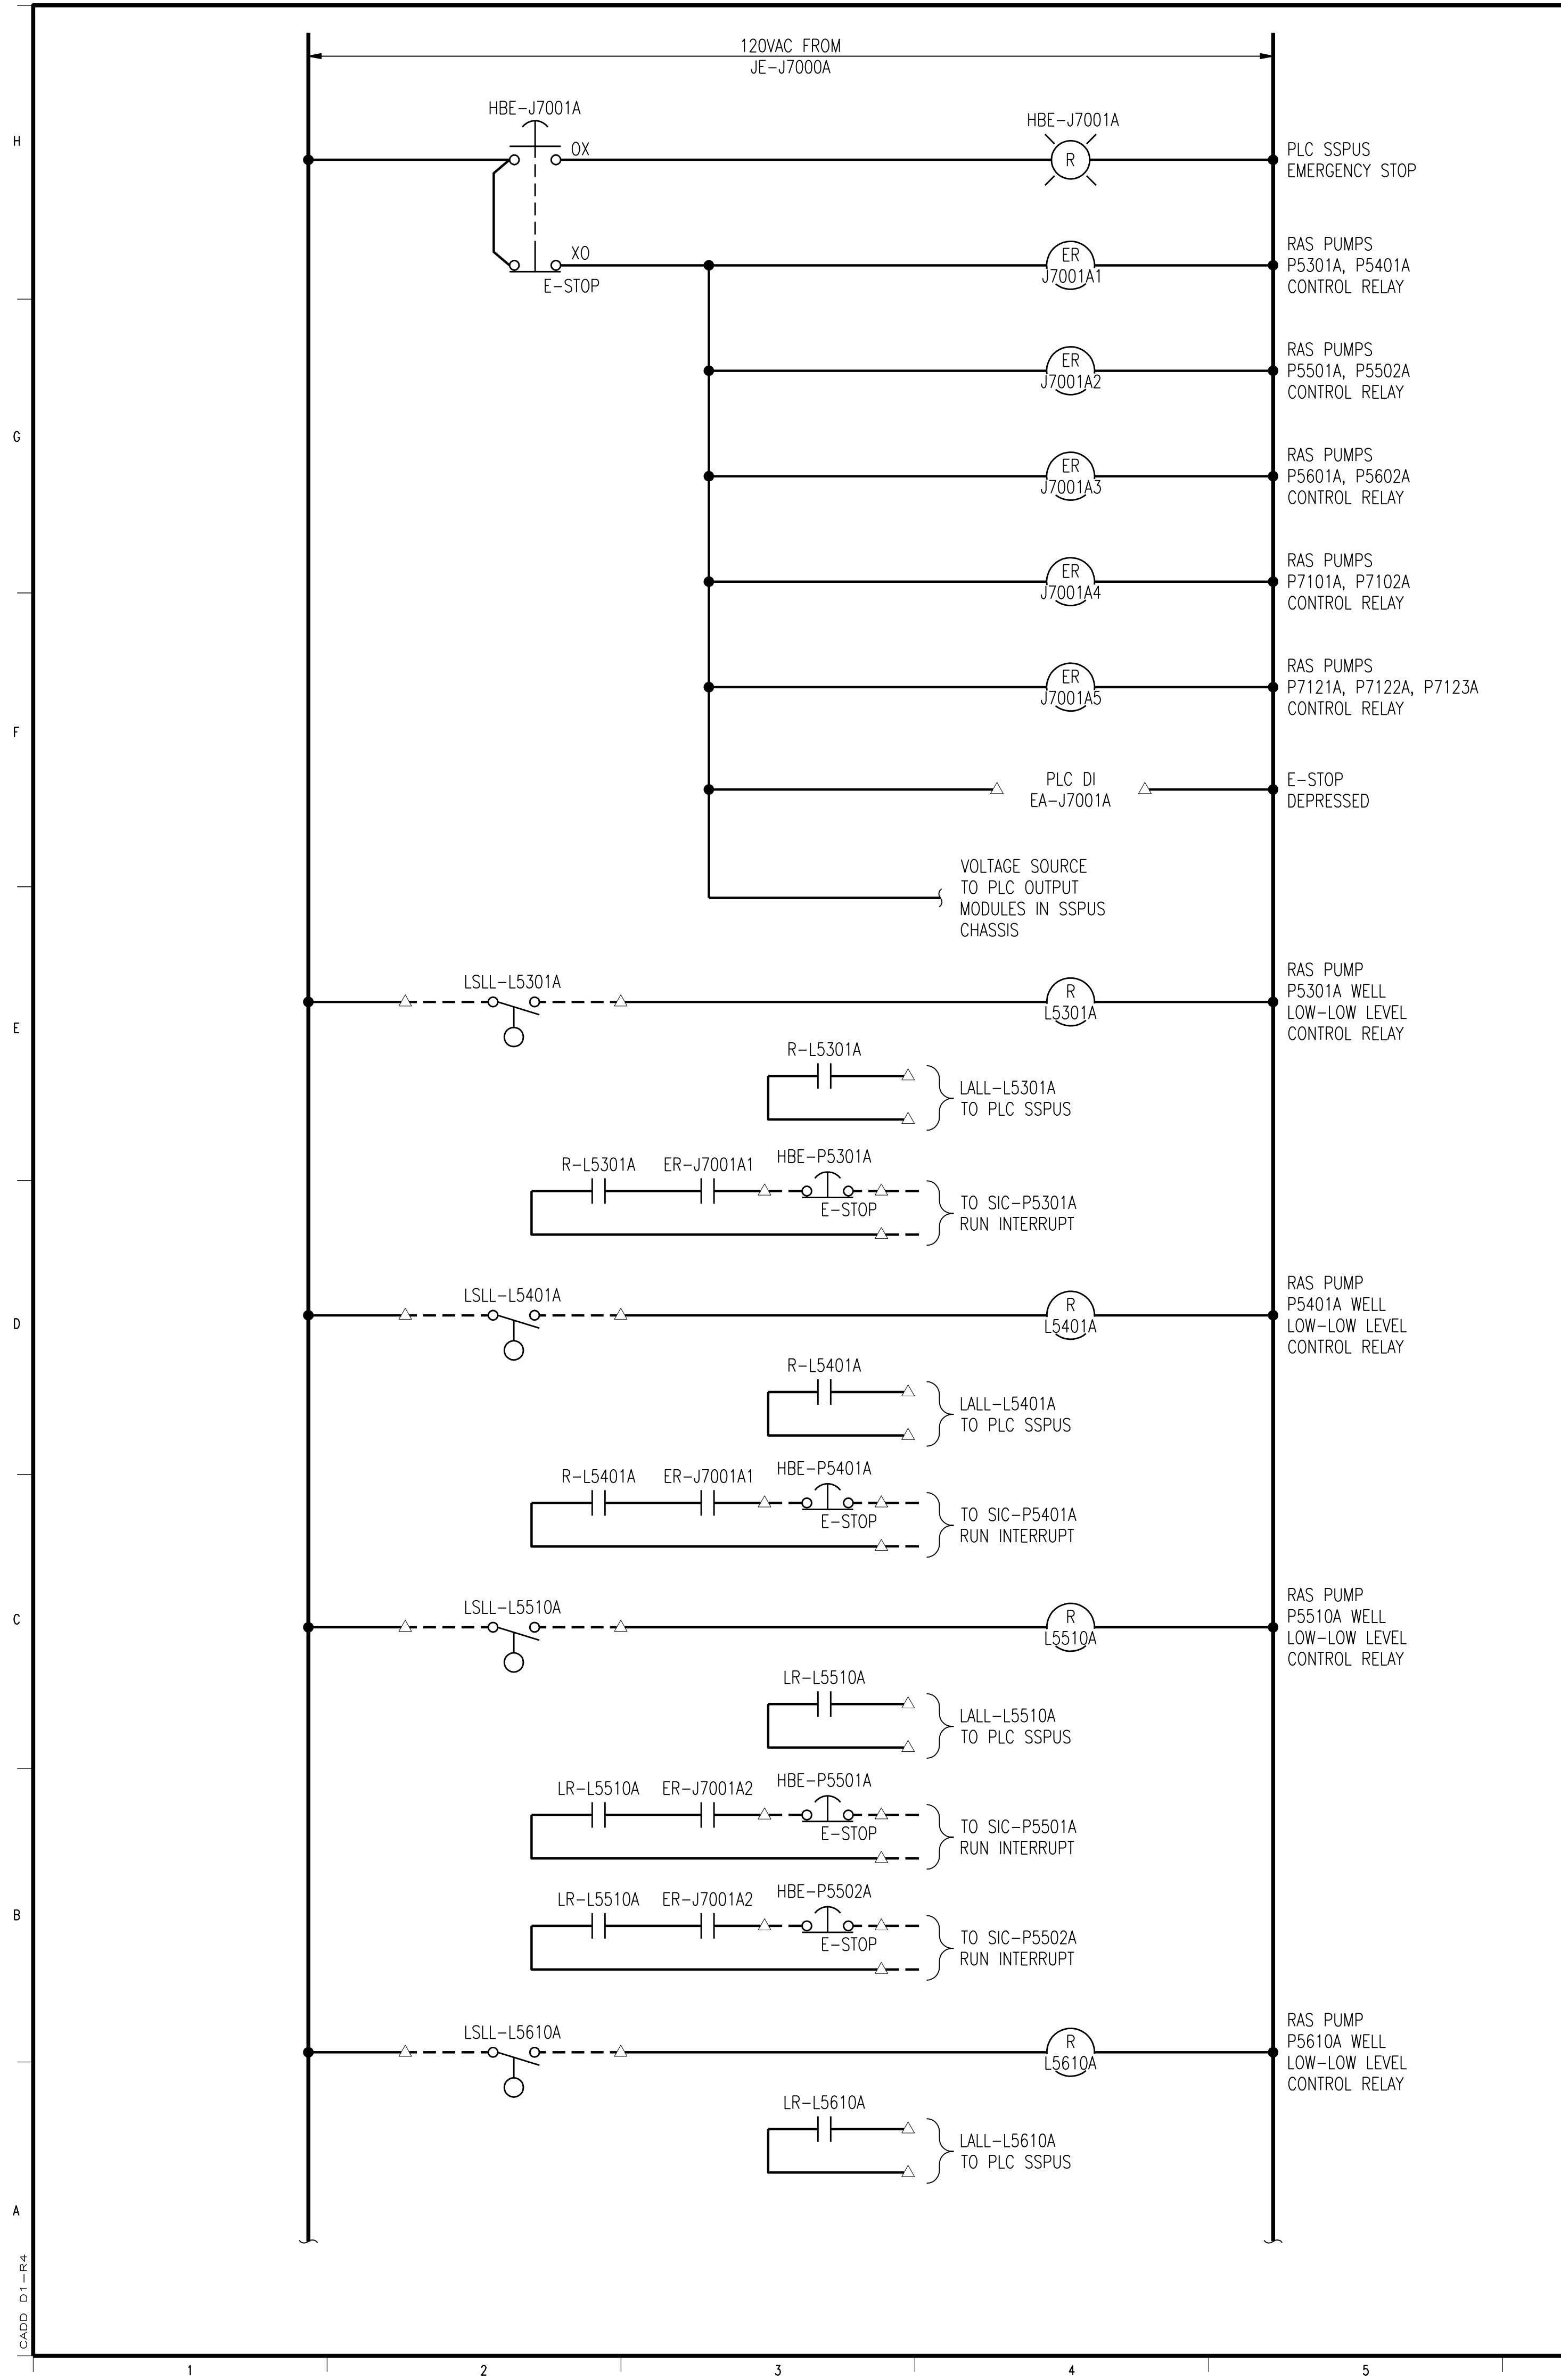 120VAC FROM
JE-J7000A
HBE-J7001A
OX
HBE-J7001A
R
PLC SSPUS
EMERGENCY STOP
H
XO
E-STOP
ER
J7001A1
RAS PUMPS
P5301A, P5401A
CONTROL RELAY
ER
J7001A2
RAS PUMPS
P5501A, P5502A
CONTROL RELAY
G
ER
J7001A3
RAS PUMPS
P5601A, P5602A
CONTROL RELAY
ER
J7001A4
RAS PUMPS
P7101A, P7102A
CONTROL RELAY
ER
J7001A5
RAS PUMPS
P7121A, P7122A, P7123A
CONTROL RELAY
F
PLC DI
EA-J7001A
E-STOP
DEPRESSED
VOLTAGE SOURCE
TO PLC OUTPUT
MODULES IN SSPUS
CHASSIS
LSLL-L5301A
R
L5301A
RAS PUMP
P5301A WELL
LOW-LOW LEVEL
CONTROL RELAY
E
R-L5301A
LALL-L5301A
TO PLC SSPUS
R-L5301A ER-J7001A1 HBE-P5301A
E-STOP
TO SIC-P5301A
RUN INTERRUPT
LSLL-L5401A
R
L5401A
RAS PUMP
P5401A WELL
LOW-LOW LEVEL
CONTROL RELAY
D
R-L5401A
LALL-L5401A
TO PLC SSPUS
R-L5401A ER-J7001A1 HBE-P5401A
E-STOP
TO SIC-P5401A
RUN INTERRUPT
LSLL-L5510A
R
L5510A
RAS PUMP
P5510A WELL
LOW-LOW LEVEL
CONTROL RELAY
C
LR-L5510A
LALL-L5510A
TO PLC SSPUS
LR-L5510A ER-J7001A2 HBE-P5501A
E-STOP
TO SIC-P5501A
RUN INTERRUPT
LR-L5510A ER-J7001A2 HBE-P5502A
E-STOP
TO SIC-P5502A
RUN INTERRUPT
B
LSLL-L5610A
R
L5610A
RAS PUMP
P5610A WELL
LOW-LOW LEVEL
CONTROL RELAY
LR-L5610A
LALL-L5610A
TO PLC SSPUS
A
CADD D1-R4
1 2 3 4 5